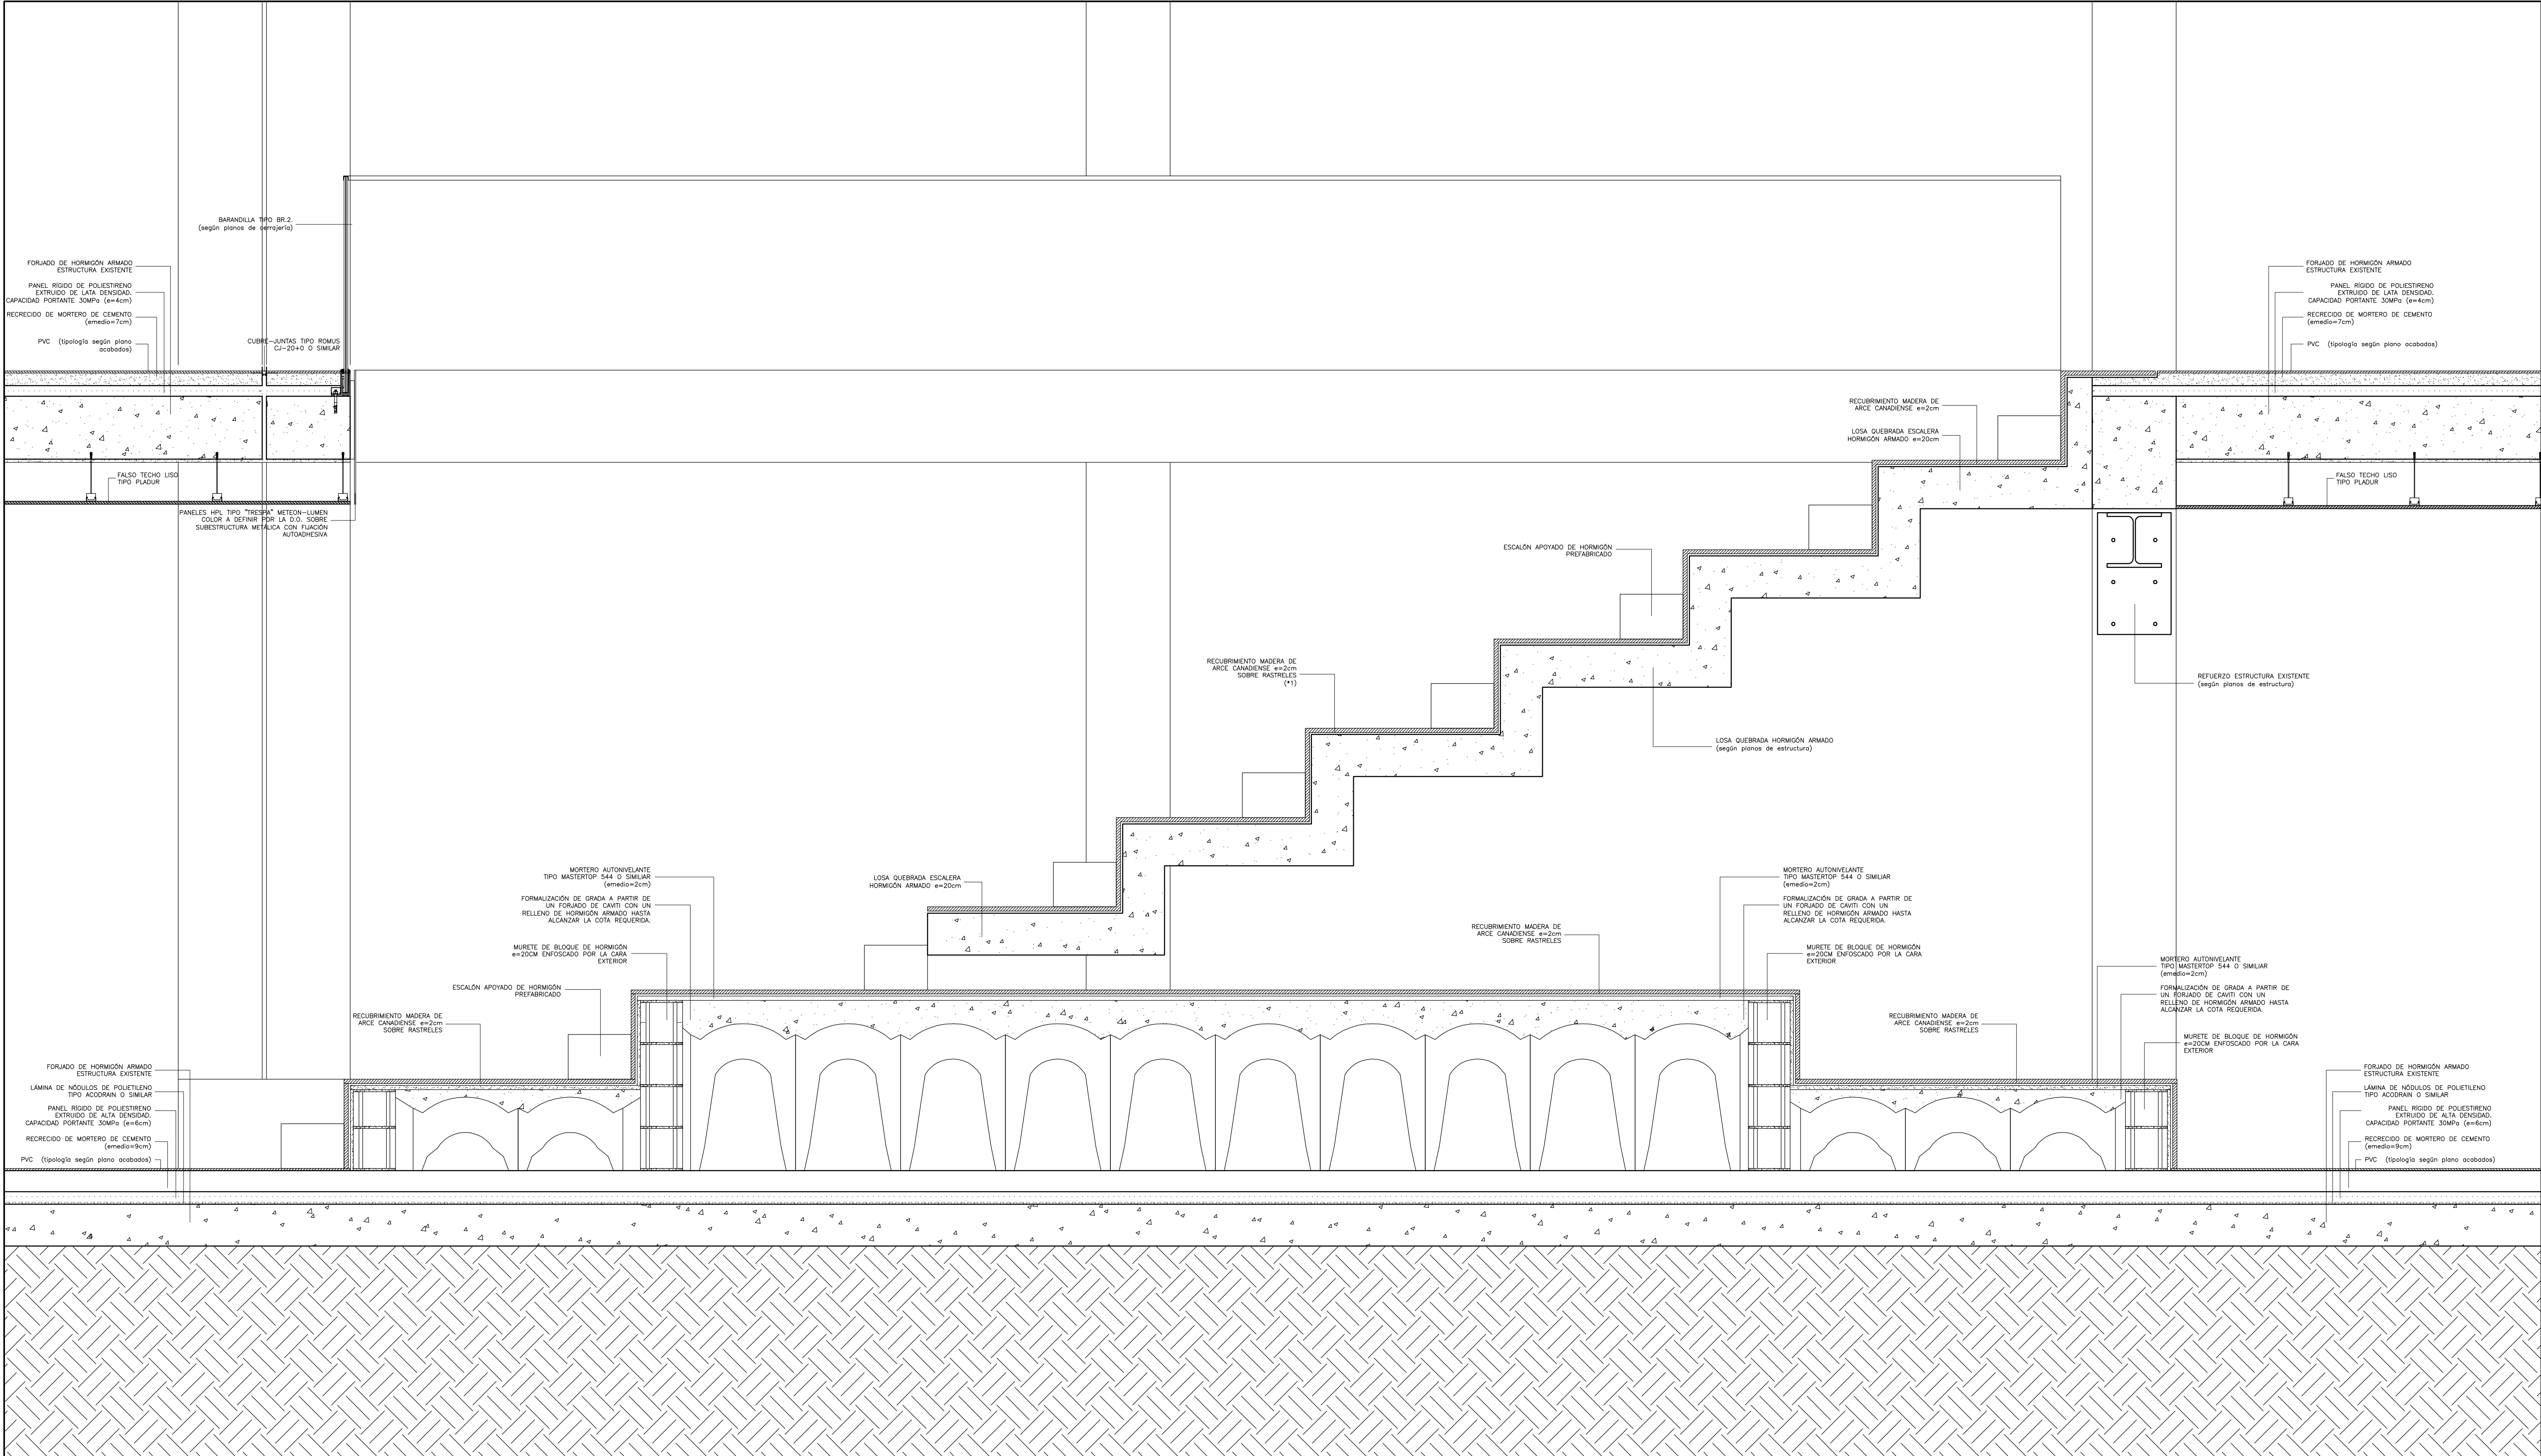 BARANDILLA TIPO BR.2.
(según planos de cerrajería)
FORJADO DE HORMIGÓN ARMADO
ESTRUCTURA EXISTENTE
PANEL RÍGIDO DE POLIESTIRENO
EXTRUIDO DE LATA DENSIDAD.
CAPACIDAD PORTANTE 30MPa (e=4cm)
RECRECIDO DE MORTERO DE CEMENTO
(emedio=7cm)
PVC (tipología según plano
acabados)
CUBRE-JUNTAS TIPO ROMUS
CJ-20+0 O SIMILAR
FALSO TECHO LISO
TIPO PLADUR
PANELES HPL TIPO "TRESPA" METEON-LUMEN
COLOR A DEFINIR POR LA D.O. SOBRE
SUBESTRUCTURA METÁLICA CON FIJACIÓN
AUTOADHESIVA
FORJADO DE HORMIGÓN ARMADO
ESTRUCTURA EXISTENTE
PANEL RÍGIDO DE POLIESTIRENO
EXTRUIDO DE LATA DENSIDAD.
CAPACIDAD PORTANTE 30MPa (e=4cm)
RECRECIDO DE MORTERO DE CEMENTO
(emedio=7cm)
PVC (tipología según plano acabados)
RECUBRIMIENTO MADERA DE
ARCE CANADIENSE e=2cm
LOSA QUEBRADA ESCALERA
HORMIGÓN ARMADO e=20cm
FALSO TECHO LISO
TIPO PLADUR
ESCALÓN APOYADO DE HORMIGÓN
PREFABRICADO
RECUBRIMIENTO MADERA DE
ARCE CANADIENSE e=2cm
SOBRE RASTRELES
(*1)
REFUERZO ESTRUCTURA EXISTENTE
(según planos de estructura)
LOSA QUEBRADA HORMIGÓN ARMADO
(según planos de estructura)
MORTERO AUTONIVELANTE
TIPO MASTERTOP 544 O SIMILIAR
(emedio=2cm)
FORMALIZACIÓN DE GRADA A PARTIR DE
UN FORJADO DE CAVITI CON UN
RELLENO DE HORMIGÓN ARMADO HASTA
ALCANZAR LA COTA REQUERIDA.
MURETE DE BLOQUE DE HORMIGÓN
e=20CM ENFOSCADO POR LA CARA
EXTERIOR
ESCALÓN APOYADO DE HORMIGÓN
PREFABRICADO
RECUBRIMIENTO MADERA DE
ARCE CANADIENSE e=2cm
SOBRE RASTRELES
LOSA QUEBRADA ESCALERA
HORMIGÓN ARMADO e=20cm
MORTERO AUTONIVELANTE
TIPO MASTERTOP 544 O SIMILIAR
(emedio=2cm)
FORMALIZACIÓN DE GRADA A PARTIR DE
UN FORJADO DE CAVITI CON UN
RELLENO DE HORMIGÓN ARMADO HASTA
ALCANZAR LA COTA REQUERIDA.
RECUBRIMIENTO MADERA DE
ARCE CANADIENSE e=2cm
SOBRE RASTRELES
MURETE DE BLOQUE DE HORMIGÓN
e=20CM ENFOSCADO POR LA CARA
EXTERIOR
MORTERO AUTONIVELANTE
TIPO MASTERTOP 544 O SIMILIAR
(emedio=2cm)
FORMALIZACIÓN DE GRADA A PARTIR DE
UN FORJADO DE CAVITI CON UN
RELLENO DE HORMIGÓN ARMADO HASTA
ALCANZAR LA COTA REQUERIDA.
RECUBRIMIENTO MADERA DE
ARCE CANADIENSE e=2cm
SOBRE RASTRELES
MURETE DE BLOQUE DE HORMIGÓN
e=20CM ENFOSCADO POR LA CARA
EXTERIOR
FORJADO DE HORMIGÓN ARMADO
ESTRUCTURA EXISTENTE
LÁMINA DE NÓDULOS DE POLIETILENO
TIPO ACODRAIN O SIMILAR
PANEL RÍGIDO DE POLIESTIRENO
EXTRUIDO DE ALTA DENSIDAD.
CAPACIDAD PORTANTE 30MPa (e=6cm)
RECRECIDO DE MORTERO DE CEMENTO
(emedio=9cm)
PVC (tipología según plano acabados)
FORJADO DE HORMIGÓN ARMADO
ESTRUCTURA EXISTENTE
LÁMINA DE NÓDULOS DE POLIETILENO
TIPO ACODRAIN O SIMILAR
PANEL RÍGIDO DE POLIESTIRENO
EXTRUIDO DE ALTA DENSIDAD.
CAPACIDAD PORTANTE 30MPa (e=6cm)
RECRECIDO DE MORTERO DE CEMENTO
(emedio=9cm)
PVC (tipología según plano acabados)